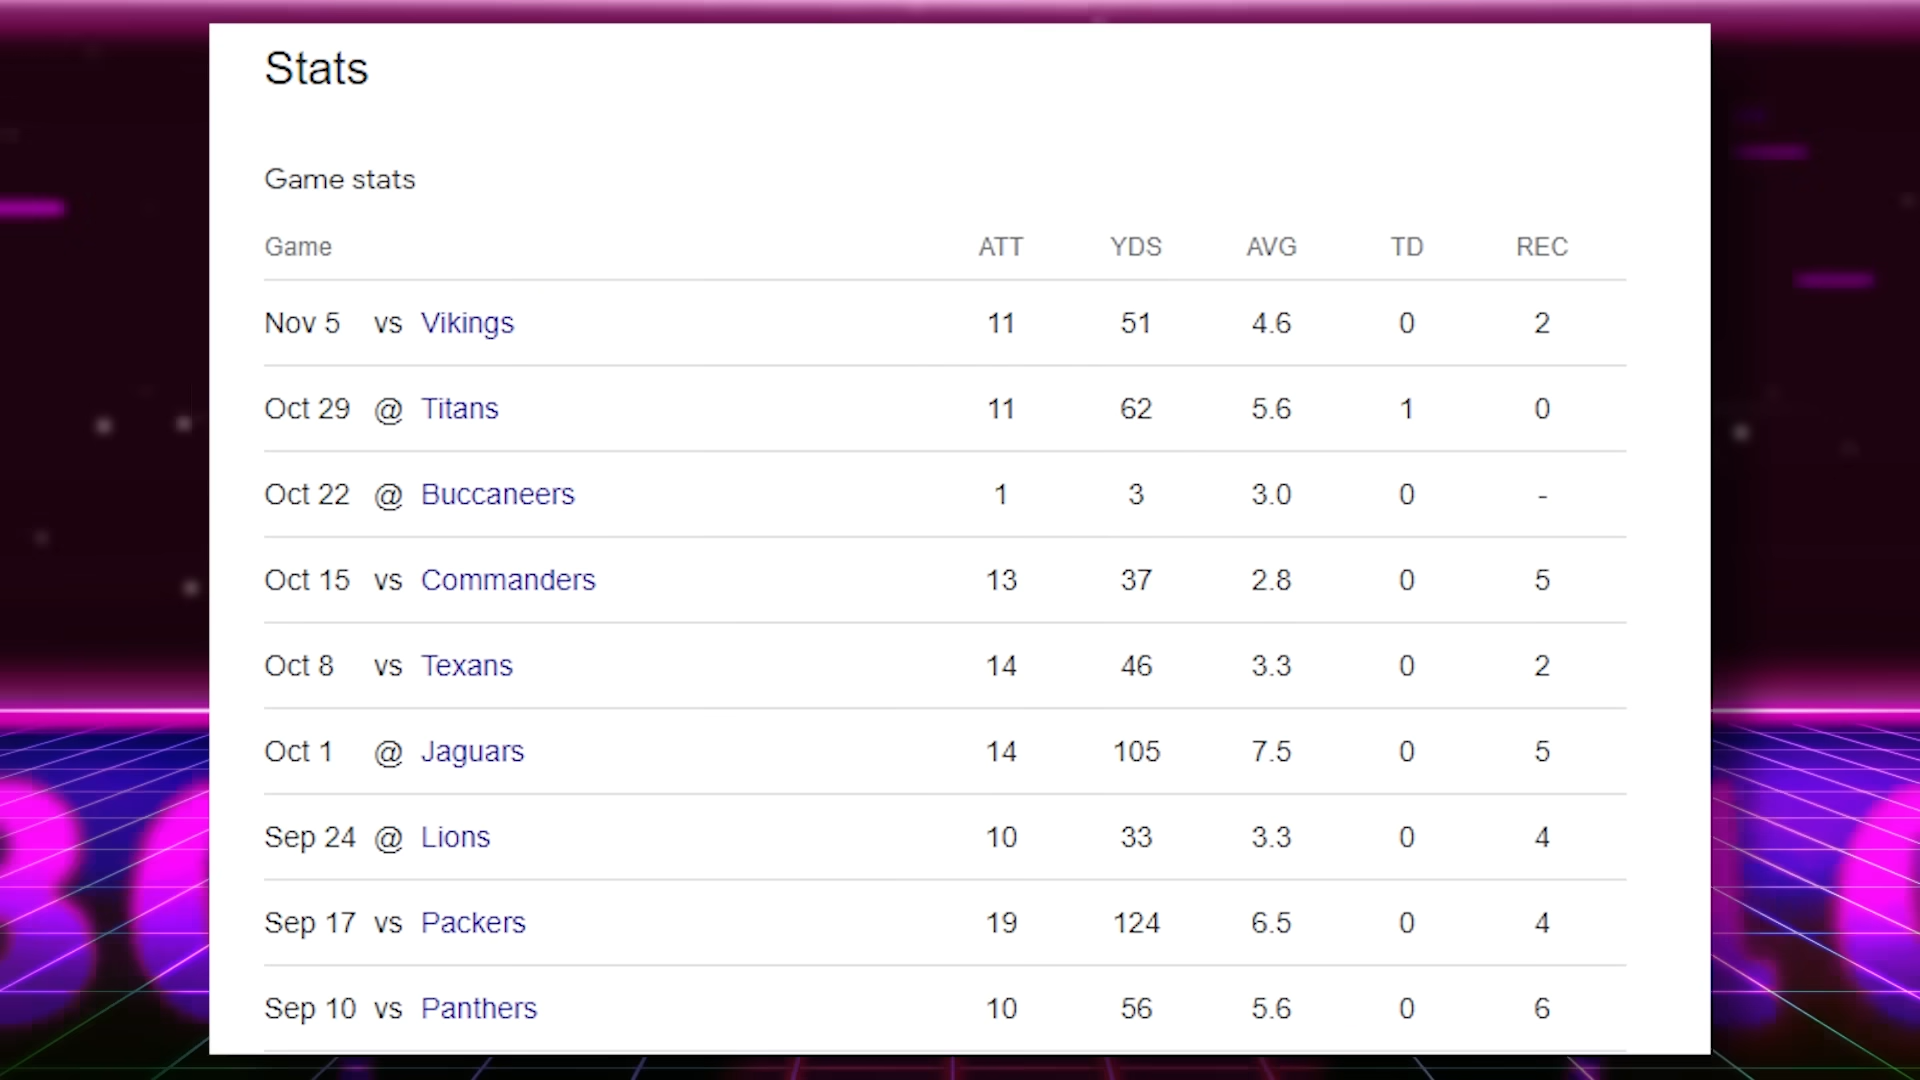 Stats
Game stats
Game ATT YDS AVG TD REC
Nov 5 vs Vikings 11 51 4.6 0 2
Oct 29 @ Titans 11 62 5.6 1 0
Oct 22 @ Buccaneers 1 3 3.0 0 -
Oct 15 vs Commanders 13 37 2.8 0 5
Oct 8 vs Texans 14 46 3.3 0 2
Oct 1 @ Jaguars 14 105 7.5 0 5
Sep 24 @ Lions 10 33 3.3 0 4
Sep 17 vs Packers 19 124 6.5 0 4
Sep 10 vs Panthers 10 56 5.6 0 6